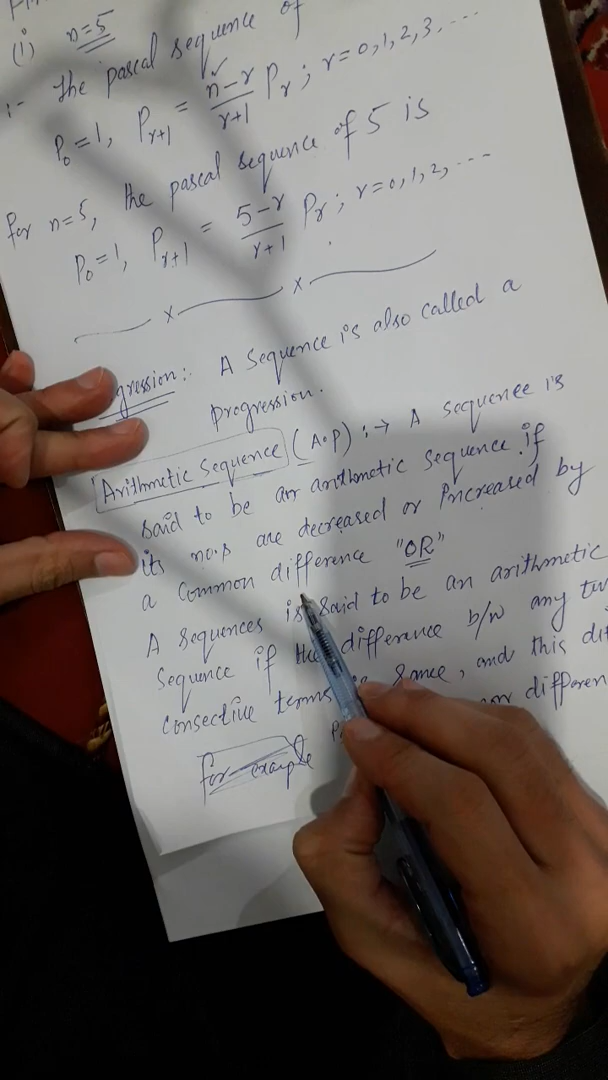 (i) n=5
:- The pascal sequence of
P₀=1, Pᵣ₊₁ = n-r/r+1 Pᵣ ; r=0,1,2,3,....
for n=5, the pascal sequence of 5 is
P₀=1, Pᵣ₊₁ = 5-r/r+1 Pᵣ ; r=0,1,2,...
x x
gression:. A Sequence is also called a
progression.
Arithmetic Sequence (A.P) :→ A sequence is
said to be an arithmetic sequence if
its no.s are decreased or increased by
a common difference "OR"
A Sequences is said to be an arithmetic
Sequence if the difference b/w any two
consective terms same, and this
differen
for example